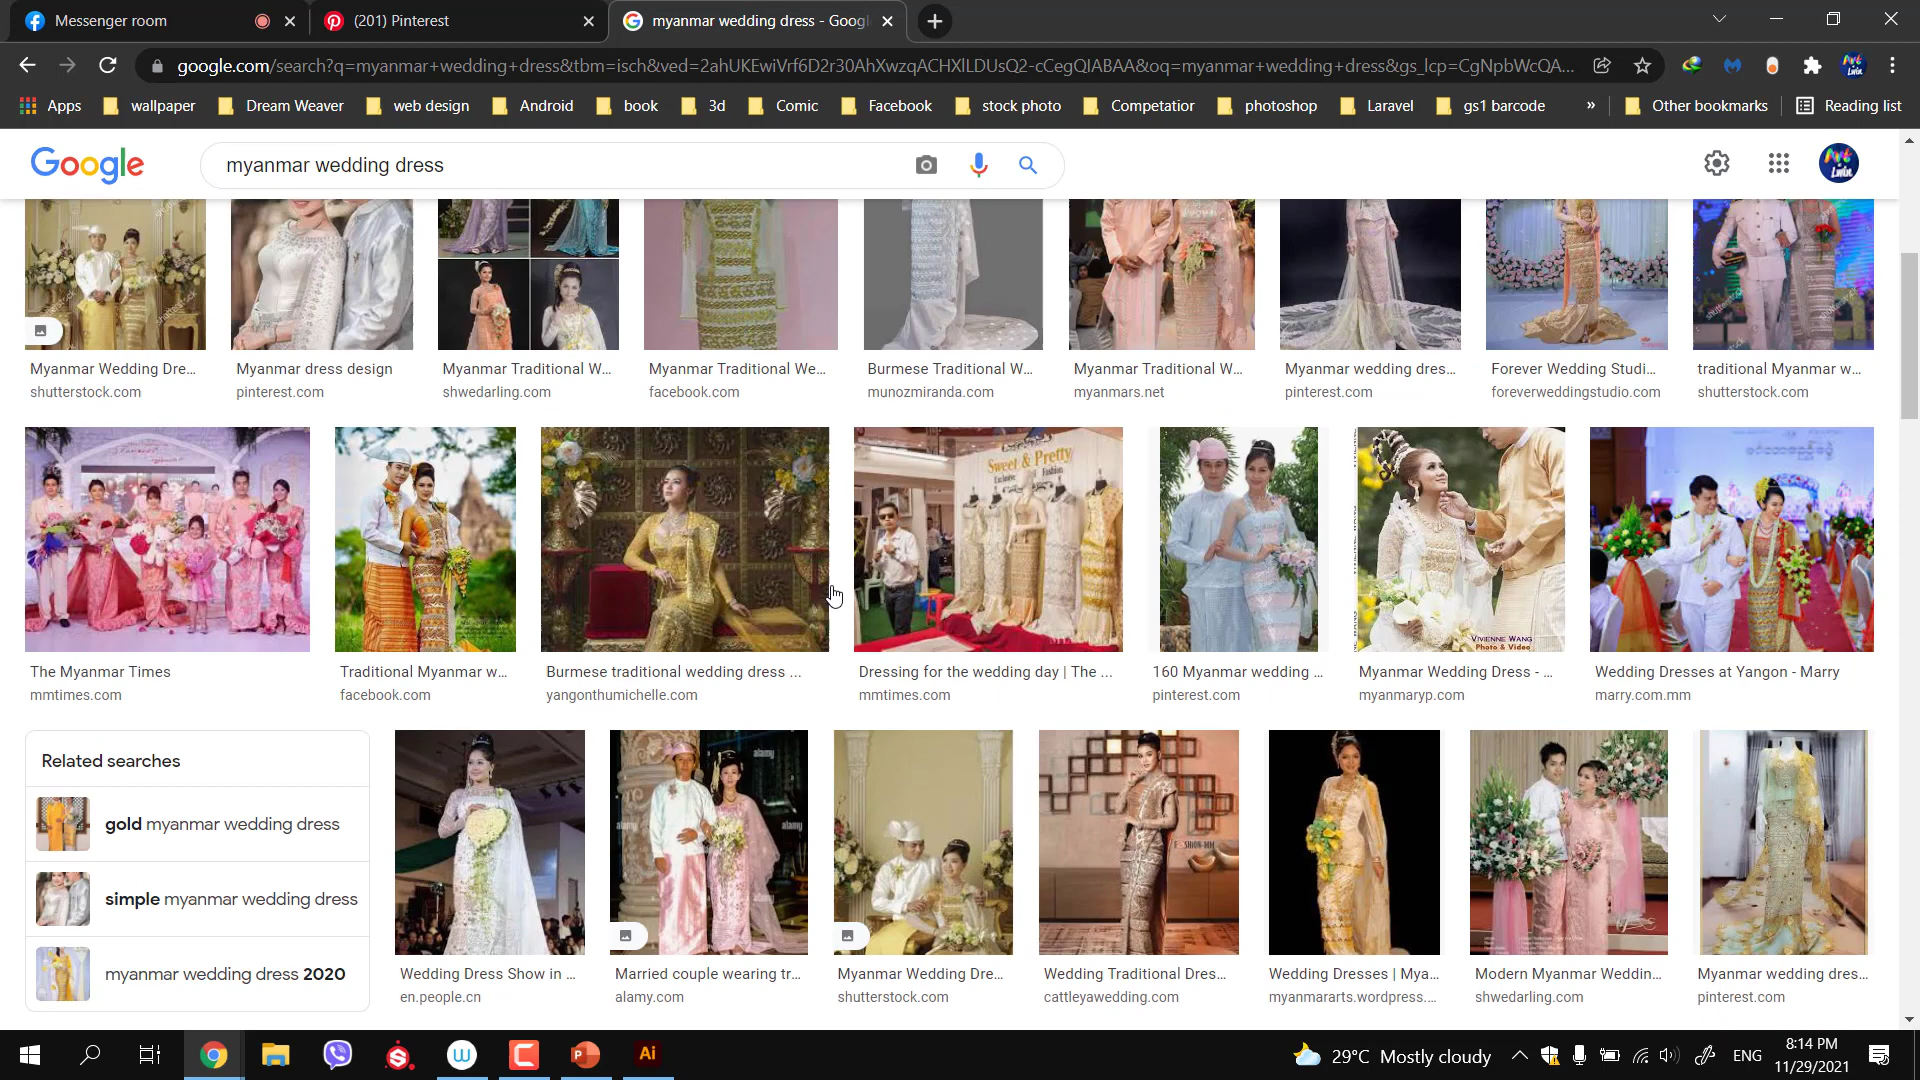 Messenger room
(201) Pinterest
myanmar wedding dress - Googl
google.com/search?q=myanmar+wedding+dress&tbm=isch&ved=2ahUKEwiVrf6D2r30AhXwzqACHXlLDUsQ2-cCegQIABAA&oq=myanmar+wedding+dress&gs_lcp=CgNpbWcQA...
Apps
wallpaper
Dream Weaver
web design
Android
book
3d
Comic
Facebook
stock photo
Competatior
photoshop
Laravel
gs1 barcode
»
Other bookmarks
Reading list
Google
myanmar wedding dress
Myanmar Wedding Dre...
shutterstock.com
Myanmar dress design
pinterest.com
Myanmar Traditional W...
shwedarling.com
Myanmar Traditional We...
facebook.com
Burmese Traditional W...
munozmiranda.com
Myanmar Traditional W...
myanmars.net
Myanmar wedding dres...
pinterest.com
Forever Wedding Studi...
foreverweddingstudio.com
traditional Myanmar w...
shutterstock.com
Sweet & Pretty
VIVIENNE WANG
Photo & Video
The Myanmar Times
mmtimes.com
Traditional Myanmar w...
facebook.com
Burmese traditional wedding dress ...
yangonthumichelle.com
Dressing for the wedding day | The ...
mmtimes.com
160 Myanmar wedding ...
pinterest.com
Myanmar Wedding Dress - ...
myanmaryp.com
Wedding Dresses at Yangon - Marry
marry.com.mm
Related searches
gold myanmar wedding dress
simple myanmar wedding dress
myanmar wedding dress 2020
alamy
alamy
alamy
Wedding Dress Show in ...
en.people.cn
Married couple wearing tr...
alamy.com
Myanmar Wedding Dre...
shutterstock.com
Wedding Traditional Dres...
cattleyawedding.com
Wedding Dresses | Mya...
myanmararts.wordpress....
Modern Myanmar Weddin...
shwedarling.com
Myanmar wedding dres...
pinterest.com
29°C Mostly cloudy
ENG
8:14 PM
11/29/2021